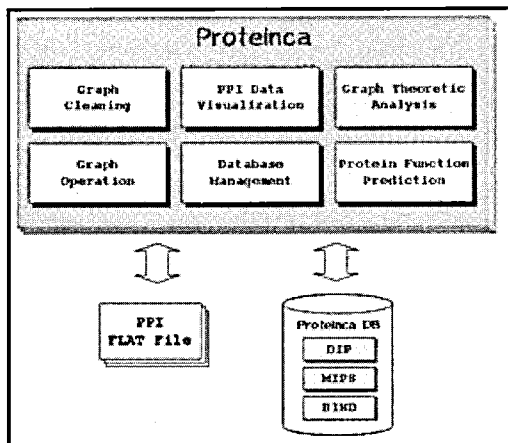 Proteinca
Graph
Cleaning
PPI Data
Visualization
Graph Theoretic
Analysis
Graph
Operation
Database
Management
Protein Function
Prediction
PPI
FLAT File
Proteinca DB
DIP
MIPS
BIND